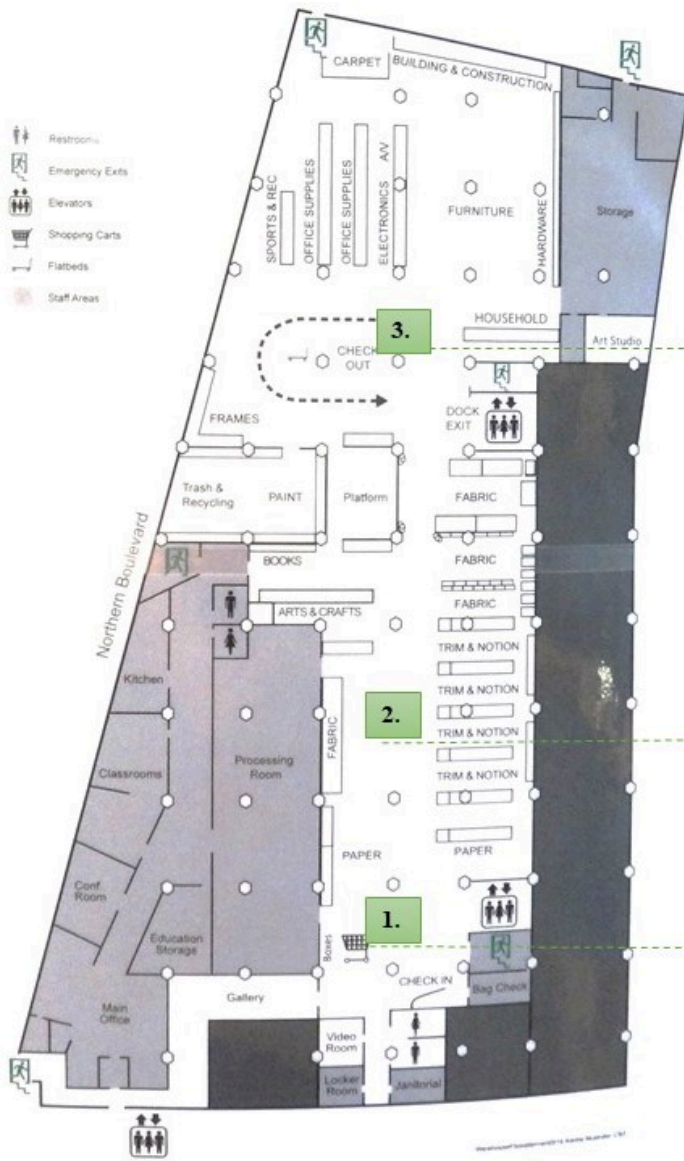 CARPET
BUILDING & CONSTRUCTION
Restrooms
Emergency Exits
Elevators
Shopping Carts
Flatbeds
Staff Areas
SPORTS & REC
OFFICE SUPPLIES
OFFICE SUPPLIES
ELECTRONICS
A/V
FURNITURE
HARDWARE
Storage
3.
HOUSEHOLD
Art Studio
CHECK
OUT
FRAMES
DOCK
EXIT
Trash &
Recycling
PAINT
Platform
FABRIC
Northern Boulevard
BOOKS
FABRIC
FABRIC
ARTS & CRAFTS
TRIM & NOTION
Kitchen
TRIM & NOTION
2.
FABRIC
TRIM & NOTION
Classrooms
Processing
Room
TRIM & NOTION
PAPER
PAPER
Conf.
Room
1.
Education
Storage
Boxes
CHECK IN
Bag Check
Gallery
Main
Office
Video
Room
Locker
Room
Janitorial